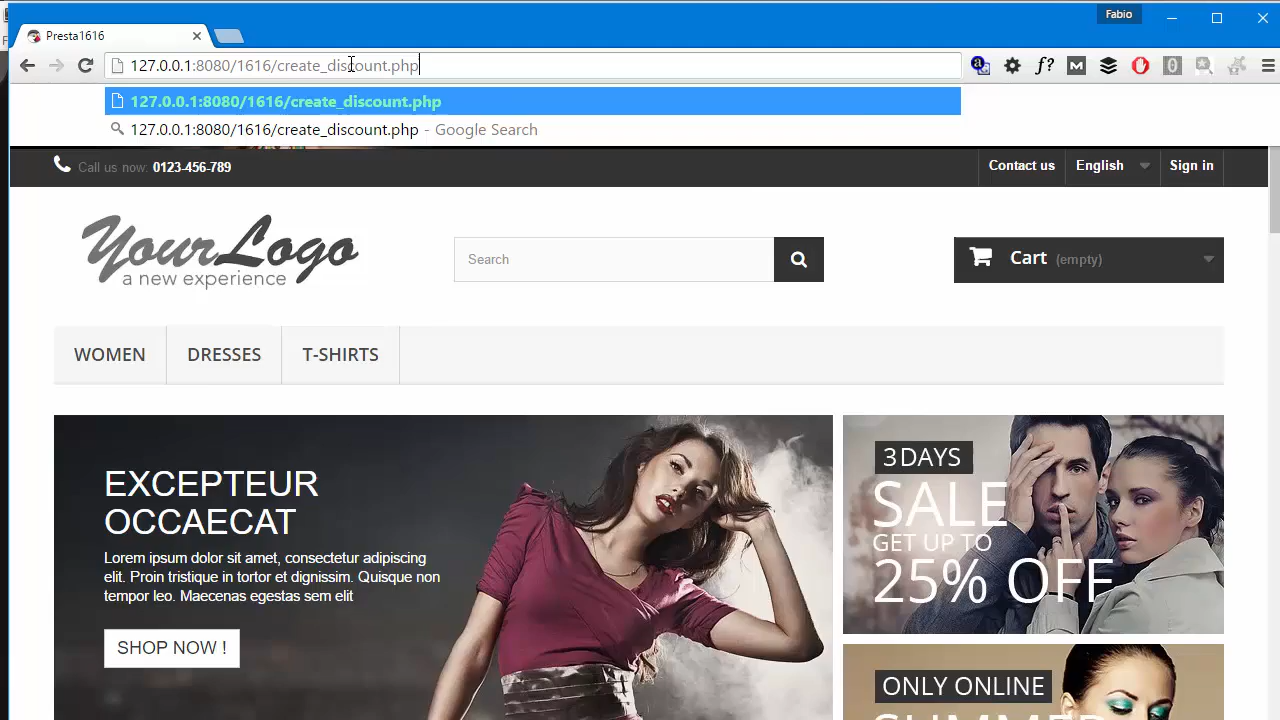 Fabio
Presta1616
127.0.0.1:8080/1616/create_discount.php
127.0.0.1:8080/1616/create_discount.php
127.0.0.1:8080/1616/create_discount.php - Google Search
Call us now: 0123-456-789
Contact us
English
Sign in
YourLogo
a new experience
Search
Cart (empty)
WOMEN
DRESSES
T-SHIRTS
EXCEPTEUR
OCCAECAT
Lorem ipsum dolor sit amet, consectetur adipiscing
elit. Proin tristique in tortor et dignissim. Quisque non
tempor leo. Maecenas egestas sem elit
SHOP NOW !
3 DAYS
SALE
GET UP TO
25% OFF
ONLY ONLINE
SUMMER